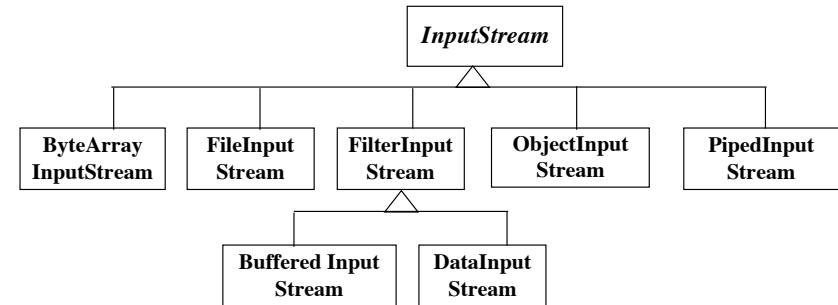 InputStream
ByteArray
InputStream
FileInput
Stream
FilterInput
Stream
ObjectInput
Stream
PipedInput
Stream
Buffered Input
Stream
DataInput
Stream